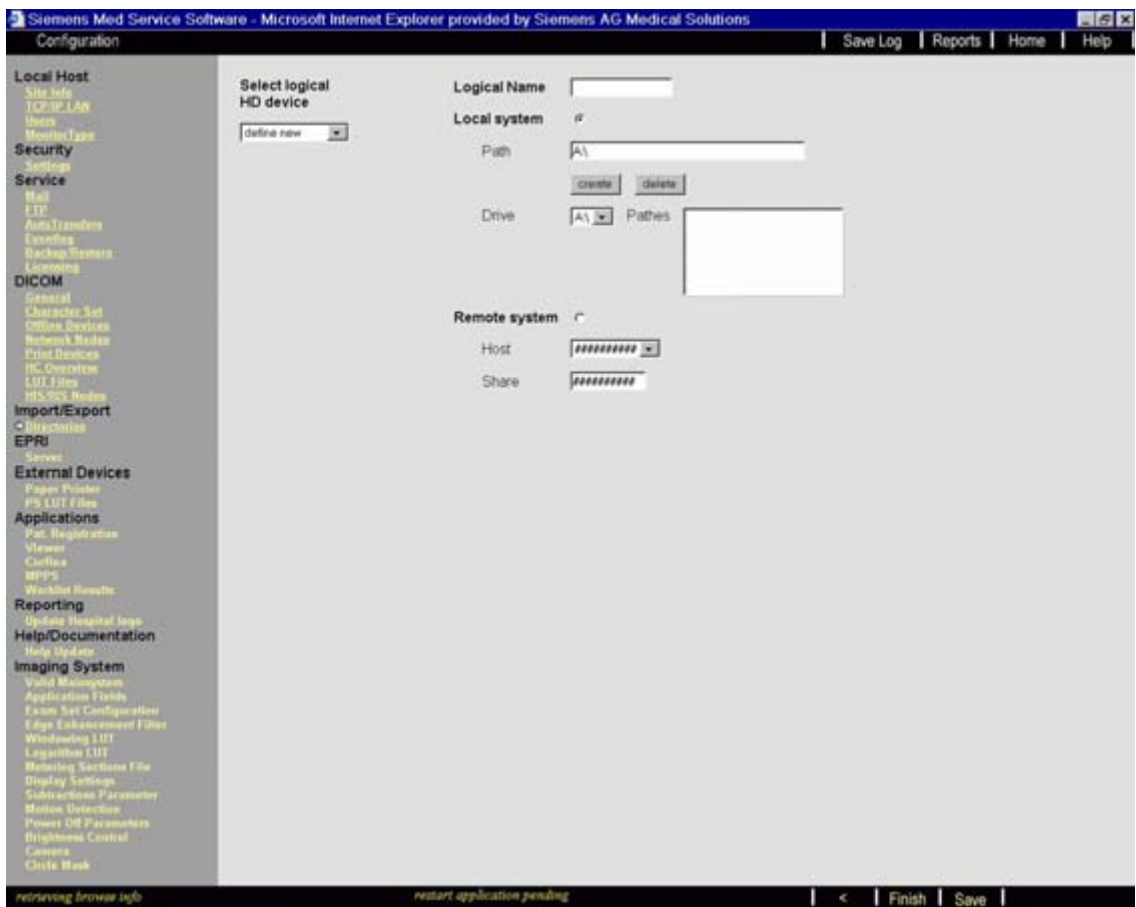 Siemens Med Service Software - Microsoft Internet Explorer provided by Siemens AG Medical Solutions
Configuration
Save Log
Reports
Home
Help
Local Host
Site Info
TCP/IP LAN
Users
MonitorType
Security
Settings
Service
Mail
FTP
AutoTransfers
Eventlog
Backup/Restore
Licensing
DICOM
General
Character Set
Offline Devices
Network Nodes
Print Devices
HC Overview
LUT Files
HIS/RIS Nodes
Import/Export
Directories
EPRI
Server
External Devices
Paper Printer
PS LUT Files
Applications
Pat. Registration
Viewer
MPPS
Worklist Results
Reporting
Update Hospital logo
Help/Documentation
Help Update
Imaging System
Valid Mainsystem
Application Fields
Exam Set Configuration
Edge Enhancement Filter
Windowing LUT
Logarithm LUT
Metering Sections File
Display Settings
Subtractions Parameter
Motion Detection
Power Off Parameters
Brightness Control
Camera
Circle Mask
Select logical
HD device
define new
Logical Name
Local system
Path
A:\
create
delete
Drive
A:\
Pathes
Remote system
Host
##########
Share
##########
retrieving browse info
restart application pending
<
Finish
Save